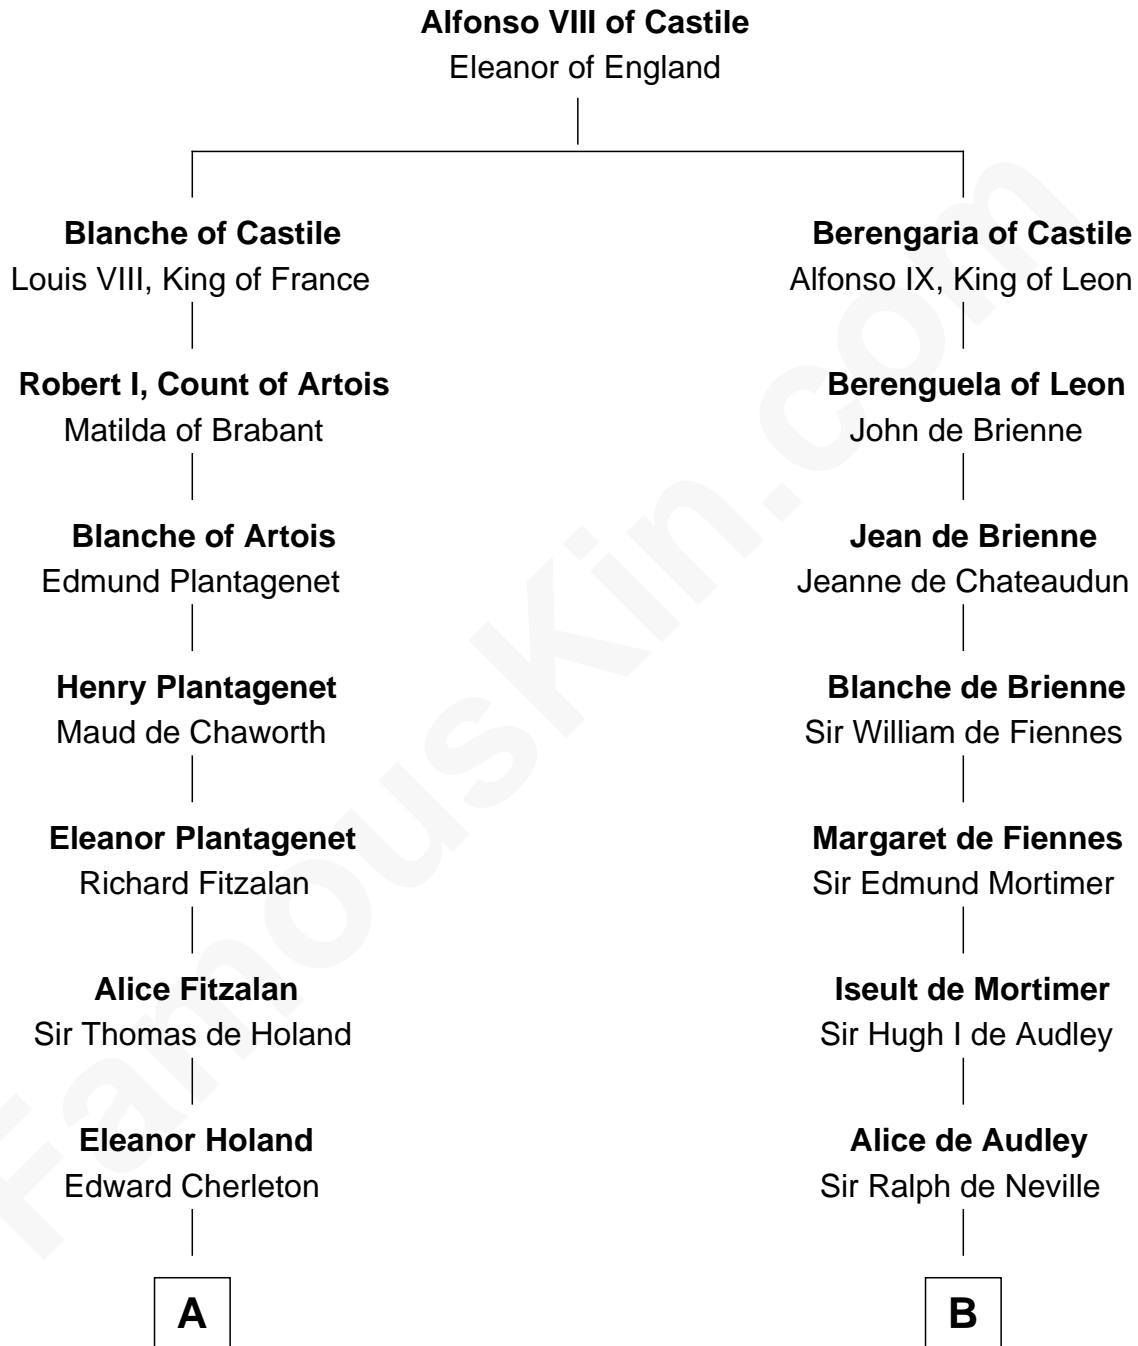 Alfonso VIII of Castile
Eleanor of England
Blanche of Castile
Louis VIII, King of France
Berengaria of Castile
Alfonso IX, King of Leon
Robert I, Count of Artois
Matilda of Brabant
Berenguela of Leon
John de Brienne
Blanche of Artois
Edmund Plantagenet
Jean de Brienne
Jeanne de Chateaudun
Henry Plantagenet
Maud de Chaworth
Blanche de Brienne
Sir William de Fiennes
Eleanor Plantagenet
Richard Fitzalan
Margaret de Fiennes
Sir Edmund Mortimer
Alice Fitzalan
Sir Thomas de Holand
Iseult de Mortimer
Sir Hugh I de Audley
Eleanor Holand
Edward Cherleton
Alice de Audley
Sir Ralph de Neville
A
B
FamousKin.com